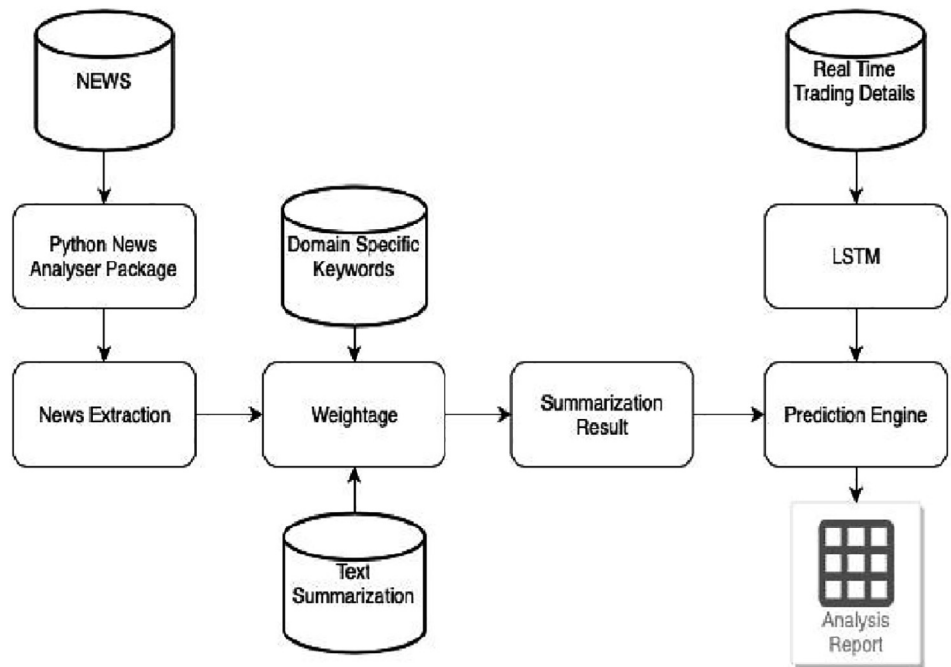 NEWS
Real Time
Trading Details
Python News
Analyser Package
Domain Specific
Keywords
LSTM
News Extraction
Weightage
Summarization
Result
Prediction Engine
Text
Summarization
Analysis
Report